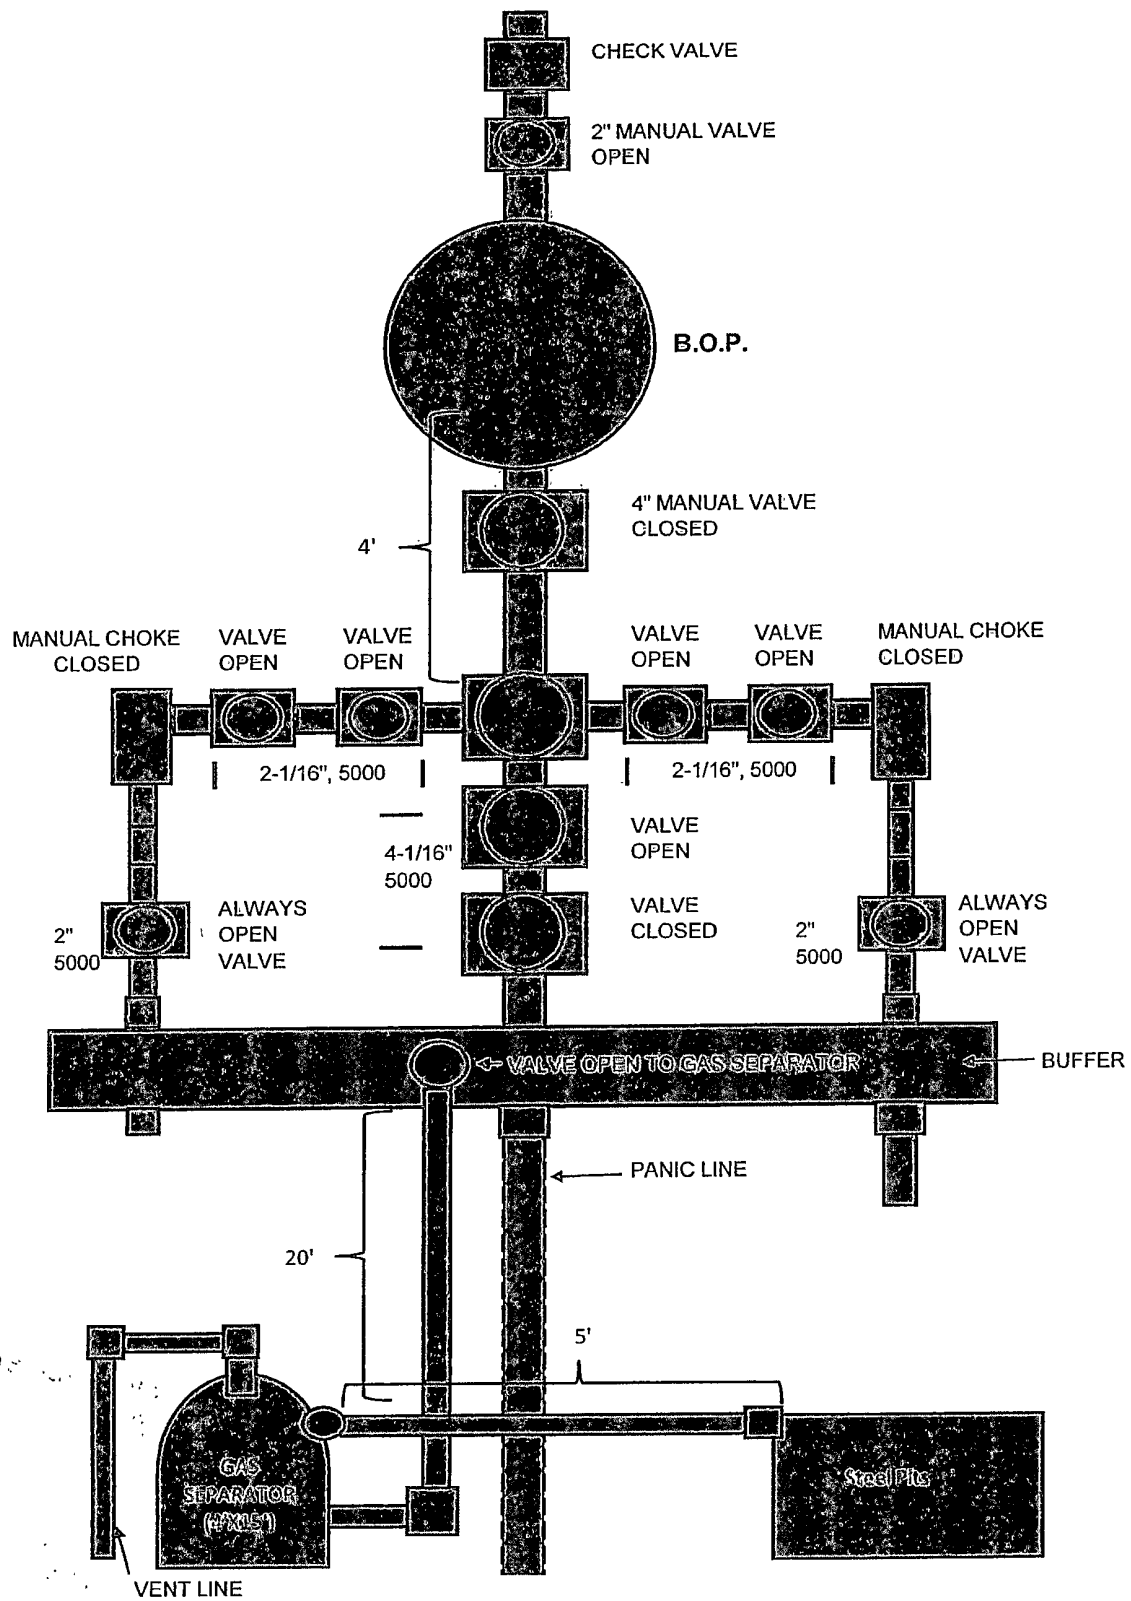 CHECK VALVE
2" MANUAL VALVE
OPEN
B.O.P.
4" MANUAL VALVE
CLOSED
4'
MANUAL CHOKE
CLOSED
VALVE
OPEN
VALVE
OPEN
VALVE
OPEN
VALVE
OPEN
MANUAL CHOKE
CLOSED
2-1/16", 5000
2-1/16", 5000
4-1/16"
5000
VALVE
OPEN
VALVE
CLOSED
2"
5000
ALWAYS
OPEN
VALVE
2"
5000
ALWAYS
OPEN
VALVE
VALVE OPEN TO GAS SEPARATOR
BUFFER
PANIC LINE
20'
5'
GAS
SEPARATOR
(4'X15')
Steel Pits
VENT LINE